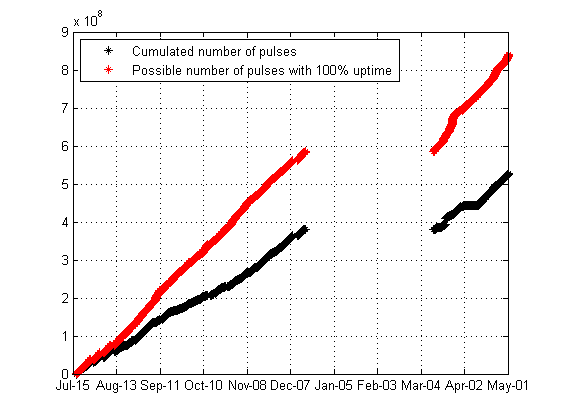 x 10^8
9
8
7
6
5
4
3
2
1
0
Cumulated number of pulses
Possible number of pulses with 100% uptime
Jul-15 Aug-13 Sep-11 Oct-10 Nov-08 Dec-07 Jan-05 Feb-03 Mar-04 Apr-02 May-01